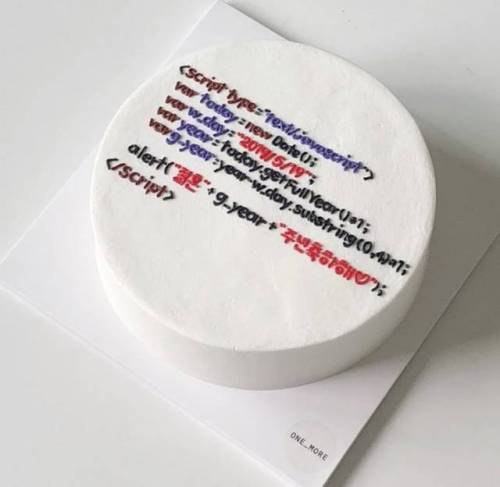 <script type="text/javascript">
var today = new Date();
var w_day = "2019/5/19";
var year = today.getFullYear()+1;
var g_year = year-w_day.substring(0,4)+1;
alert("결혼"+g_year+"주년축하해♡");
</script>
ONE_MORE